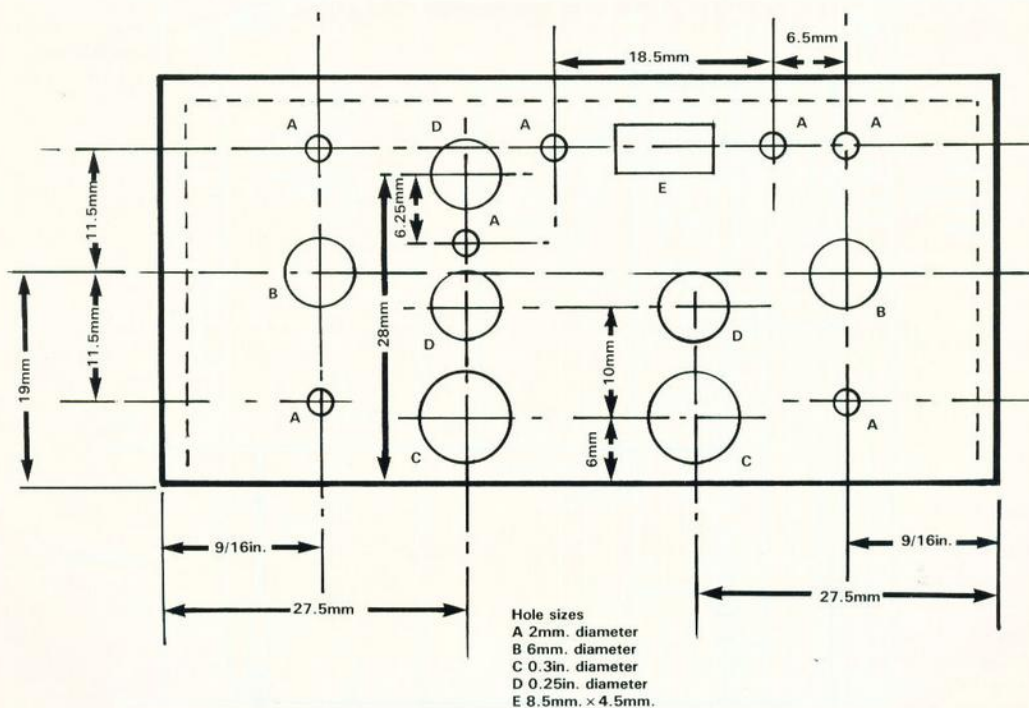 6.5mm
18.5mm
A
D
A
A
A
E
11.5mm
6.25mm
A
B
28mm
B
D
D
10mm
11.5mm
19mm
A
A
C
6mm
C
9/16in.
9/16in.
27.5mm
27.5mm
Hole sizes
A 2mm. diameter
B 6mm. diameter
C 0.3in. diameter
D 0.25in. diameter
E 8.5mm. × 4.5mm.